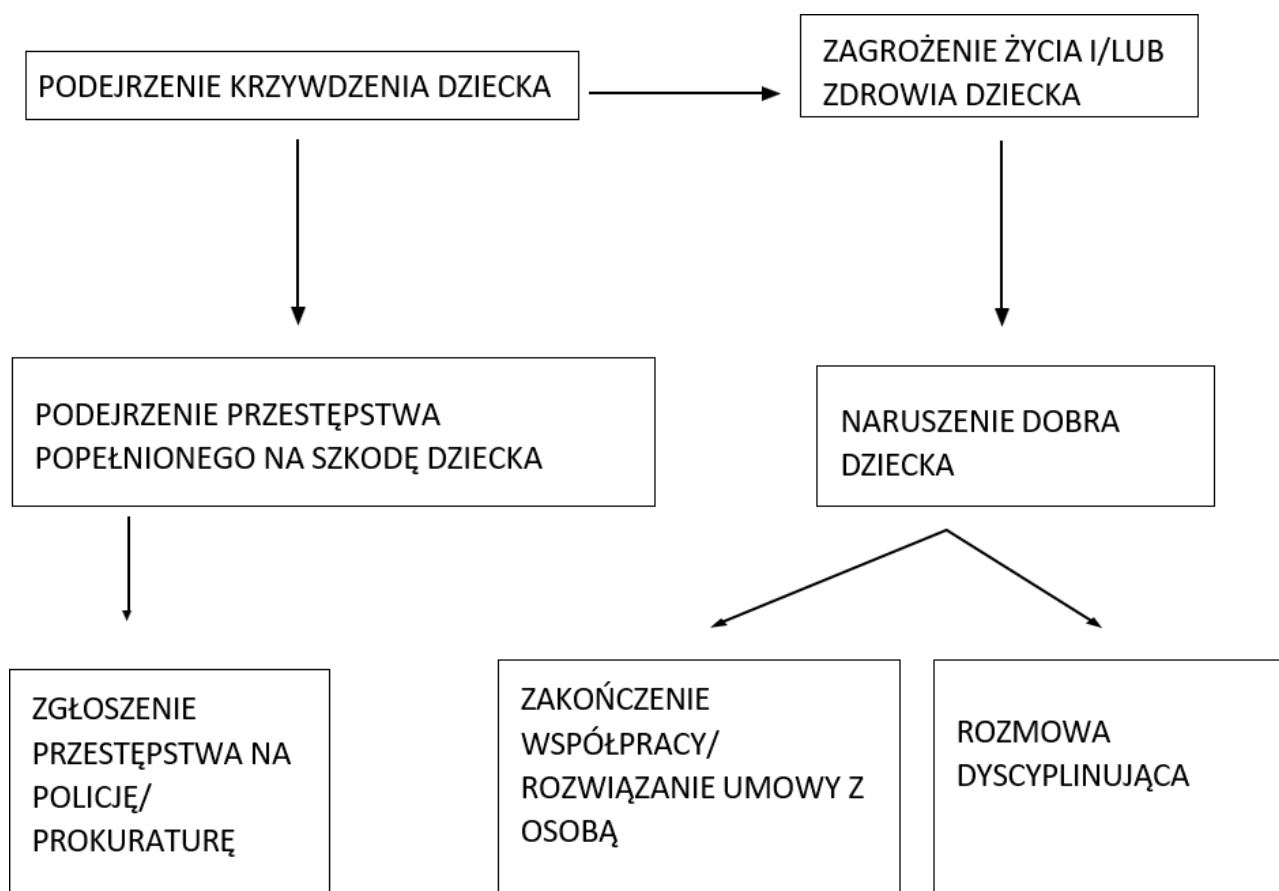 PODEJRZENIE KRZYWDZENIA DZIECKA
ZAGROŻENIE ŻYCIA I/LUB
ZDROWIA DZIECKA
PODEJRZENIE PRZESTĘPSTWA
POPEŁNIONEGO NA SZKODĘ DZIECKA
NARUSZENIE DOBRA
DZIECKA
ZGŁOSZENIE
PRZESTĘPSTWA NA
POLICJĘ/
PROKURATURĘ
ZAKOŃCZENIE
WSPÓŁPRACY/
ROZWIĄZANIE UMOWY Z
OSOBĄ
ROZMOWA
DYSCYPLINUJĄCA